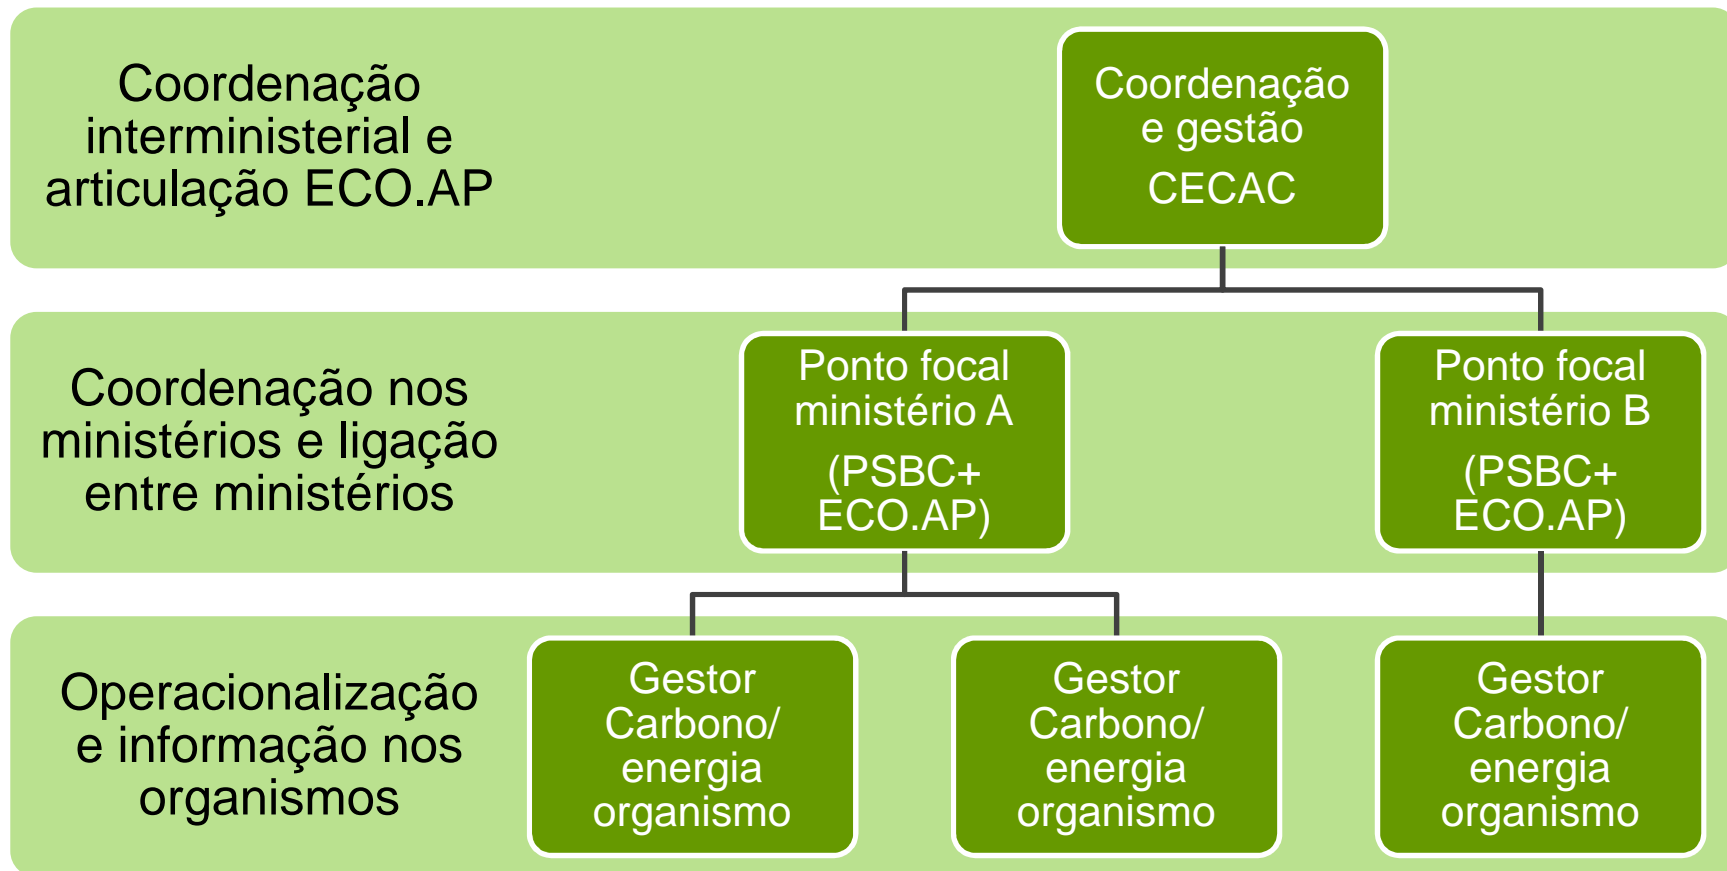 Coordenação
interministerial e
articulação ECO.AP
Coordenação
e gestão
CECAC
Coordenação nos
ministérios e ligação
entre ministérios
Ponto focal
ministério A
(PSBC+
ECO.AP)
Ponto focal
ministério B
(PSBC+
ECO.AP)
Operacionalização
e informação nos
organismos
Gestor
Carbono/
energia
organismo
Gestor
Carbono/
energia
organismo
Gestor
Carbono/
energia
organismo